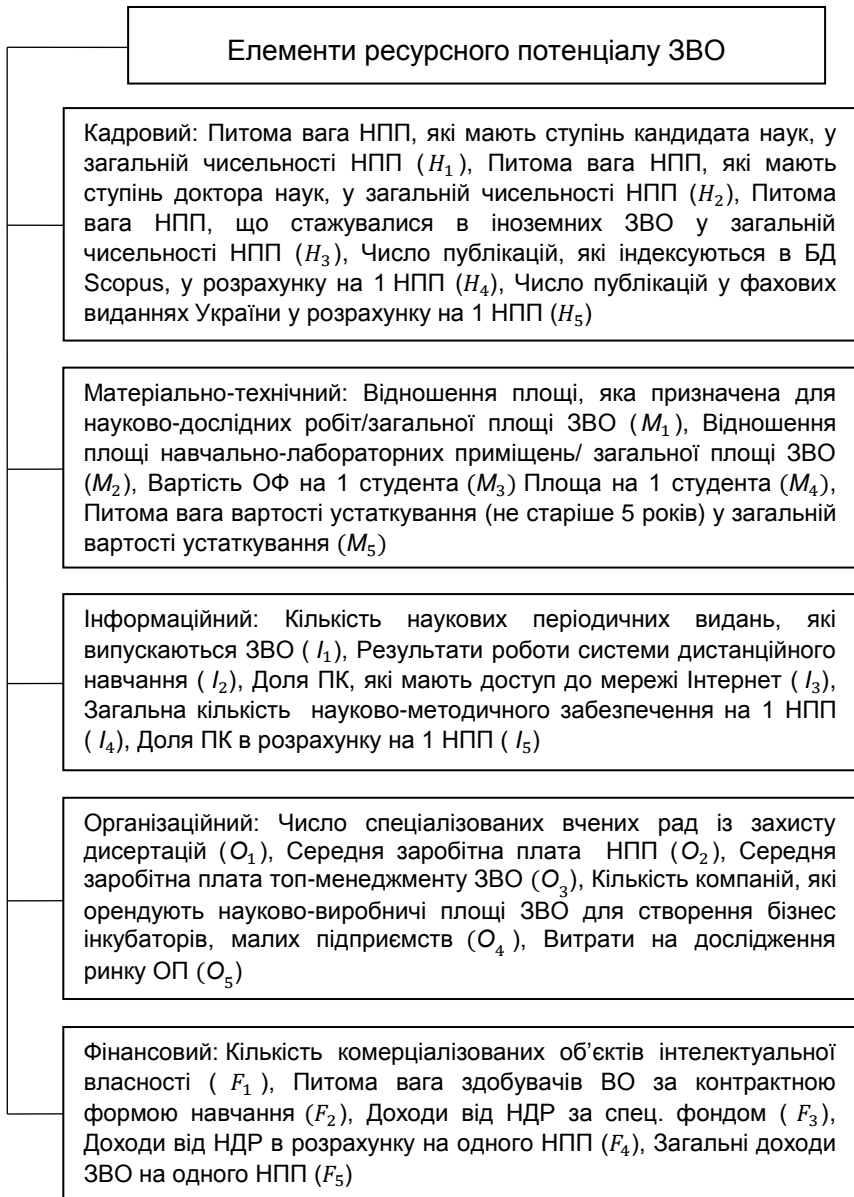 Елементи ресурсного потенціалу ЗВО
Кадровий: Питома вага НПП, які мають ступінь кандидата наук, у
загальній чисельності НПП (H₁), Питома вага НПП, які мають
ступінь доктора наук, у загальній чисельності НПП (H₂), Питома
вага НПП, що стажувалися в іноземних ЗВО у загальній
чисельності НПП (H₃), Число публікацій, які індексуються в БД
Scopus, у розрахунку на 1 НПП (H₄), Число публікацій у фахових
виданнях України у розрахунку на 1 НПП (H₅)
Матеріально-технічний: Відношення площі, яка призначена для
науково-дослідних робіт/загальної площі ЗВО (M₁), Відношення
площі навчально-лабораторних приміщень/ загальної площі ЗВО
(M₂), Вартість ОФ на 1 студента (M₃) Площа на 1 студента (M₄),
Питома вага вартості устаткування (не старіше 5 років) у загальній
вартості устаткування (M₅)
Інформаційний: Кількість наукових періодичних видань, які
випускаються ЗВО ( I₁), Результати роботи системи дистанційного
навчання ( I₂), Доля ПК, які мають доступ до мережі Інтернет ( I₃),
Загальна кількість науково-методичного забезпечення на 1 НПП
( I₄), Доля ПК в розрахунку на 1 НПП ( I₅)
Організаційний: Число спеціалізованих вчених рад із захисту
дисертацій (O₁), Середня заробітна плата НПП (O₂), Середня
заробітна плата топ-менеджменту ЗВО (O₃), Кількість компаній, які
орендують науково-виробничі площі ЗВО для створення бізнес
інкубаторів, малих підприємств (O₄ ), Витрати на дослідження
ринку ОП (O₅)
Фінансовий: Кількість комерціалізованих об’єктів інтелектуальної
власності ( F₁ ), Питома вага здобувачів ВО за контрактною
формою навчання (F₂), Доходи від НДР за спец. фондом ( F₃),
Доходи від НДР в розрахунку на одного НПП (F₄), Загальні доходи
ЗВО на одного НПП (F₅)